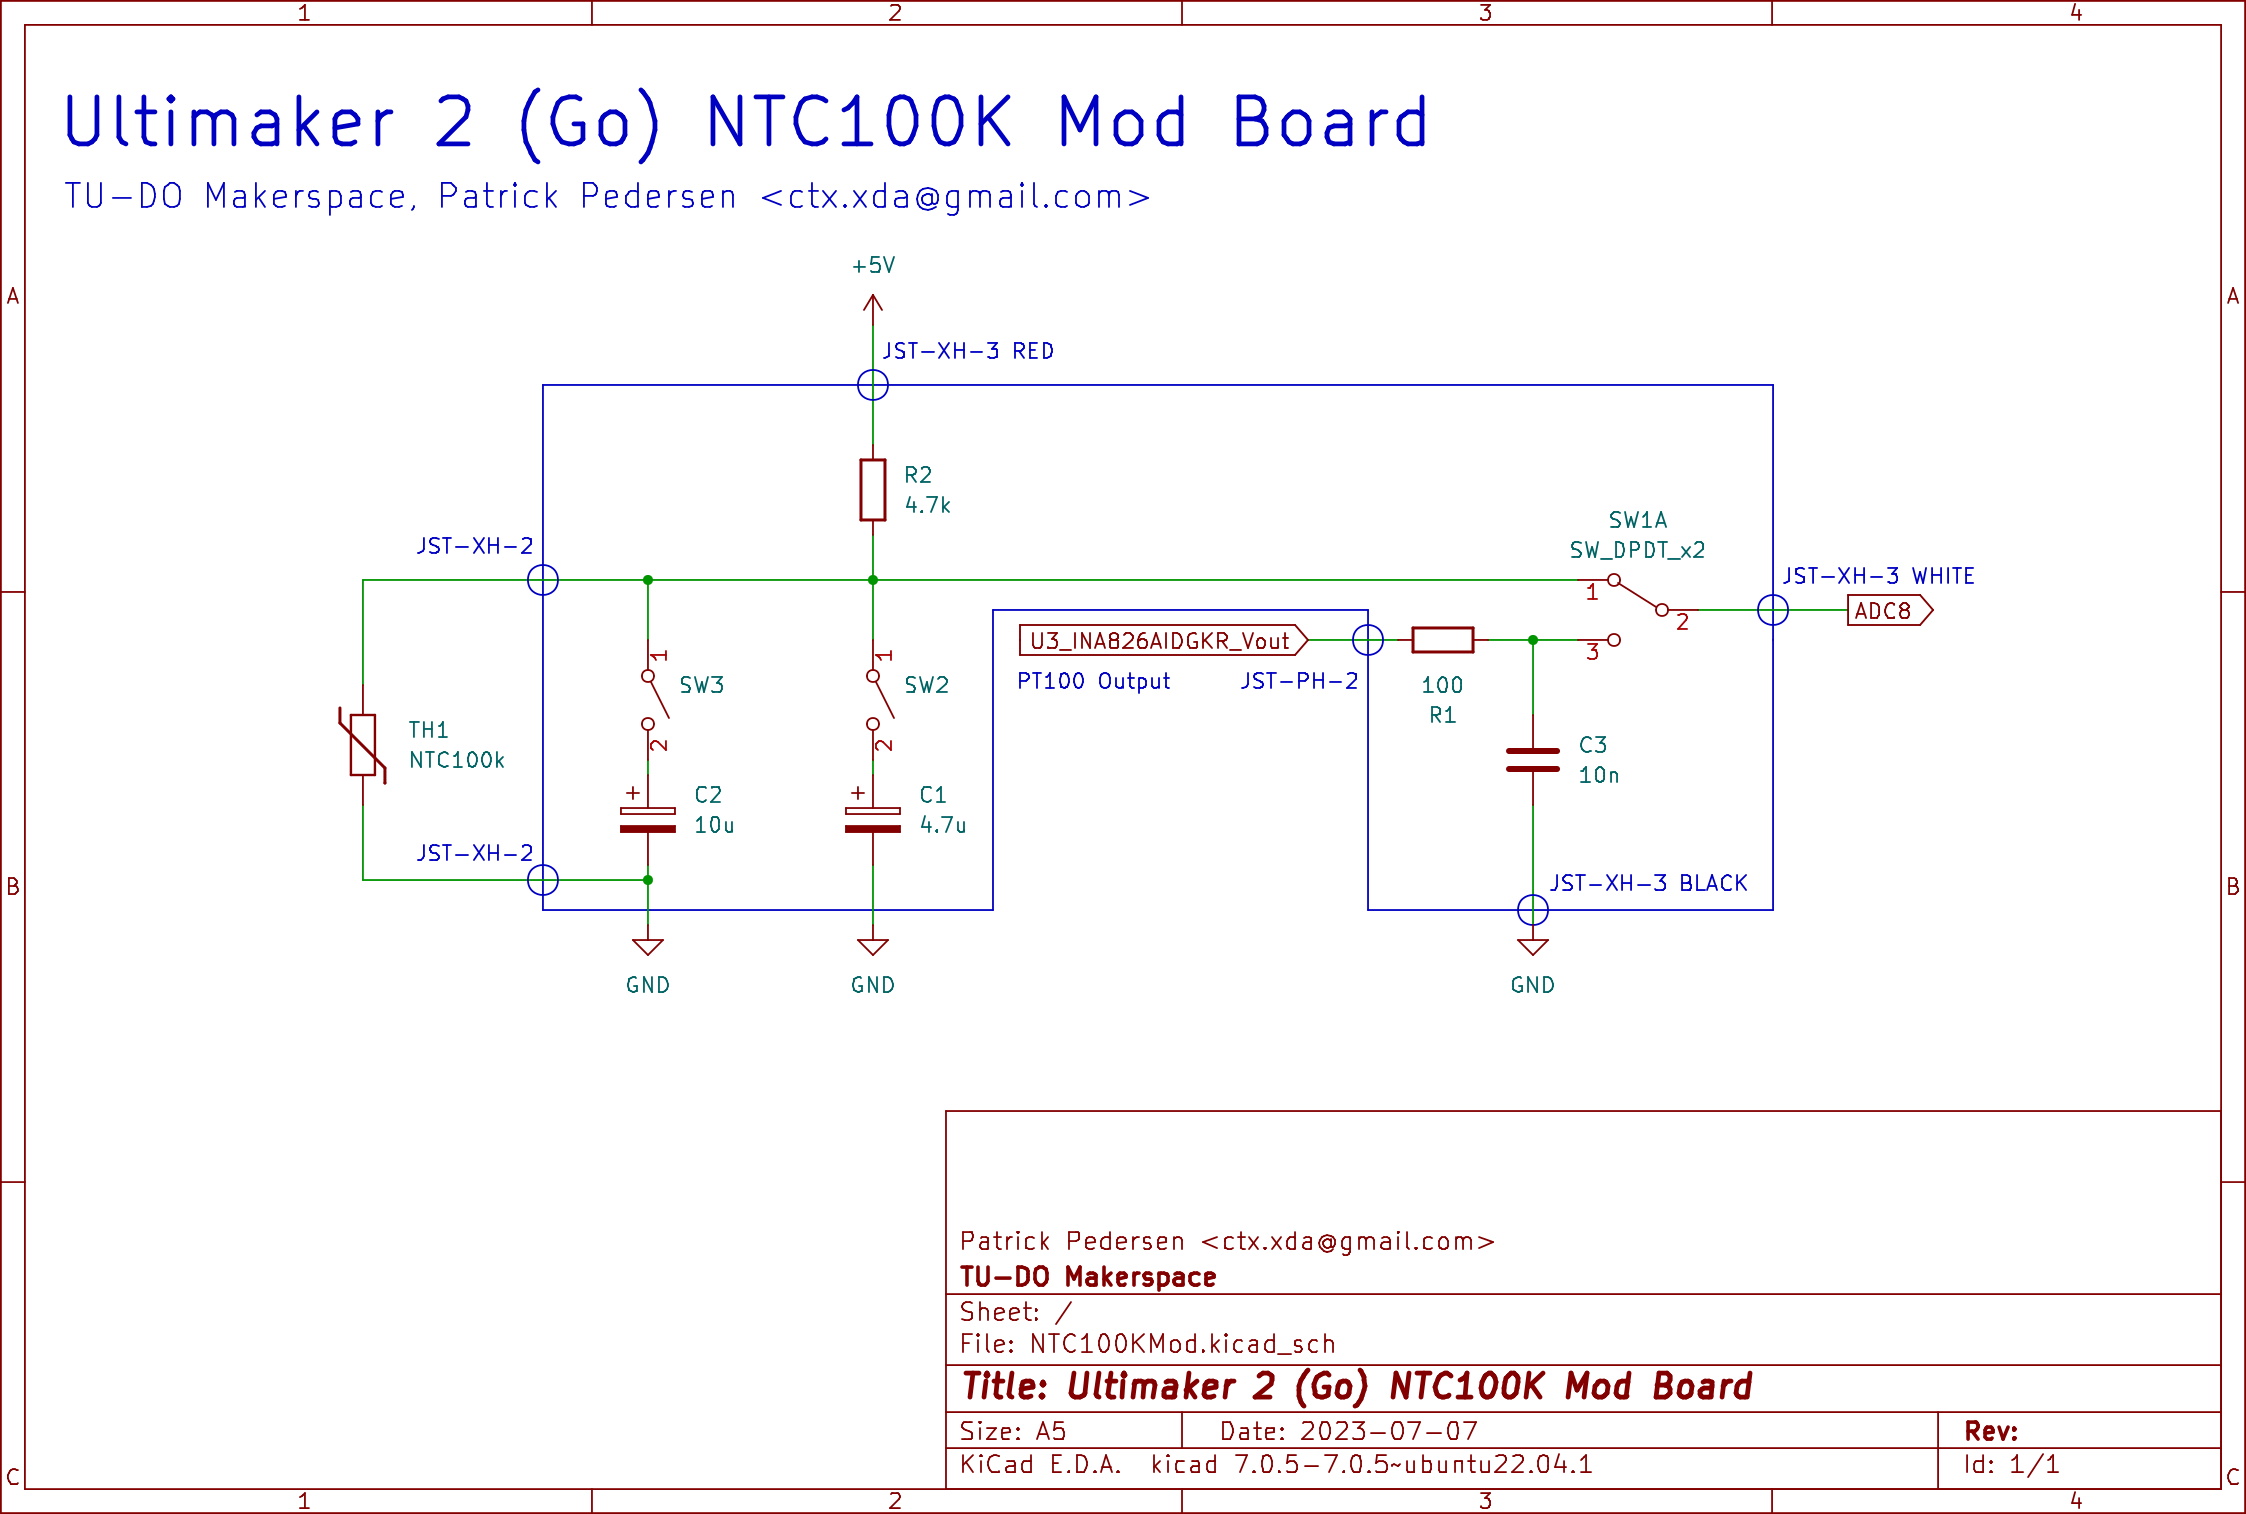 1 2 3 4
Ultimaker 2 (Go) NTC100K Mod Board
TU-DO Makerspace, Patrick Pedersen <ctx.xda@gmail.com>
+5V
A A
JST-XH-3 RED
R2
4.7k
SW1A
SW_DPDT_x2
JST-XH-2
JST-XH-3 WHITE
1
ADC8
2
U3_INA826AIDGKR_Vout
3
1
1
SW3
SW2
PT100 Output
JST-PH-2
100
R1
TH1
NTC100k
2
2
C3
10n
+
C2
10u
+
C1
4.7u
JST-XH-2
JST-XH-3 BLACK
B B
GND
GND
GND
Patrick Pedersen <ctx.xda@gmail.com>
TU-DO Makerspace
Sheet: /
File: NTC100KMod.kicad_sch
Title: Ultimaker 2 (Go) NTC100K Mod Board
Size: A5
Date: 2023-07-07
Rev:
KiCad E.D.A. kicad 7.0.5-7.0.5~ubuntu22.04.1
Id: 1/1
C C
1 2 3 4